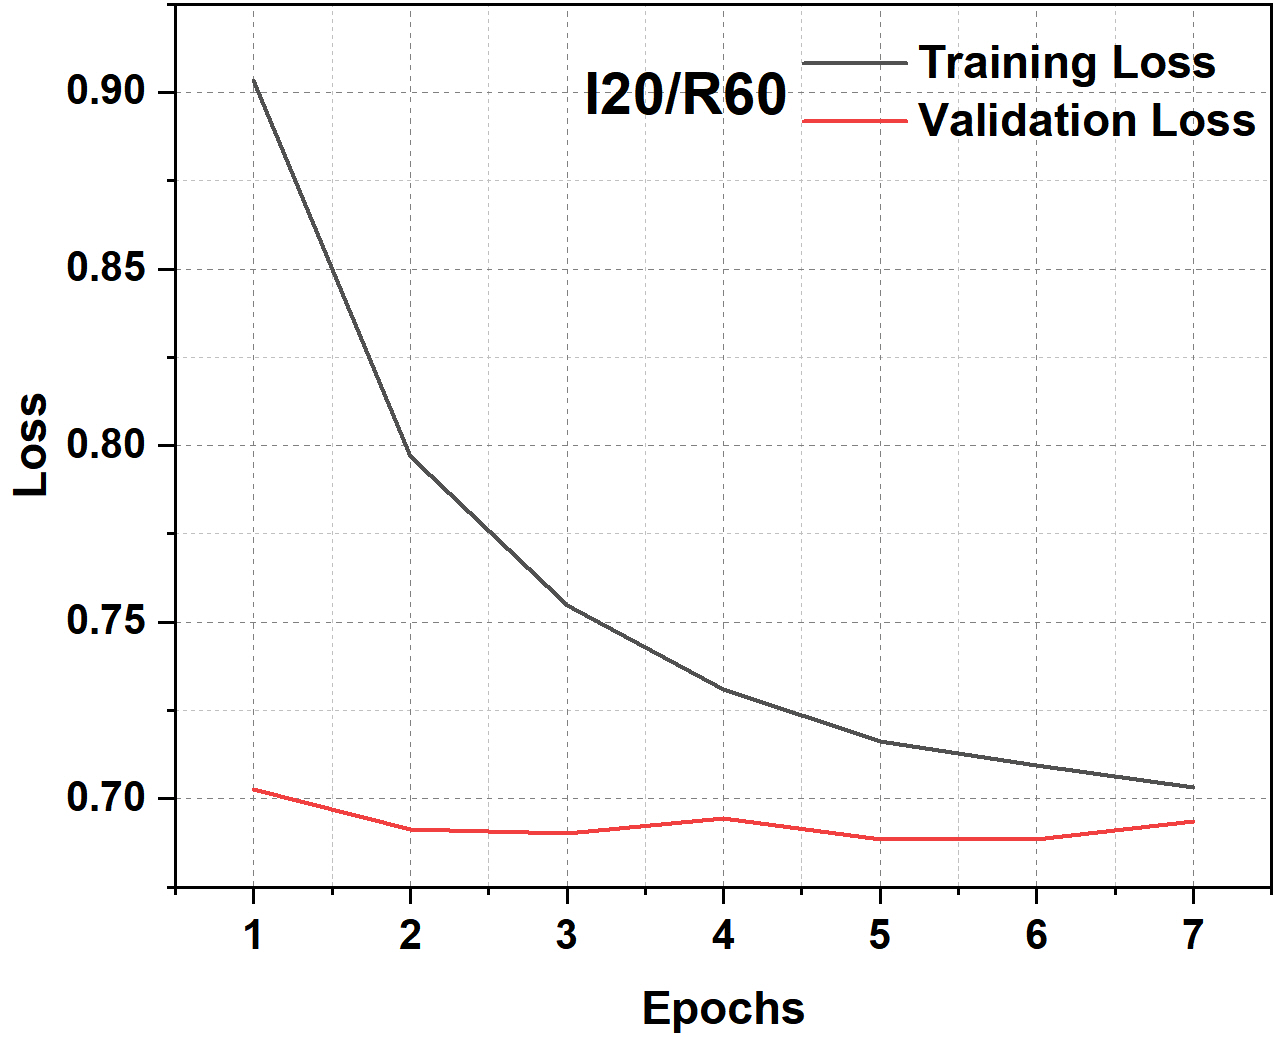 I20/R60
Training Loss
Validation Loss
0.90
0.85
0.80
0.75
0.70
Loss
1 2 3 4 5 6 7
Epochs